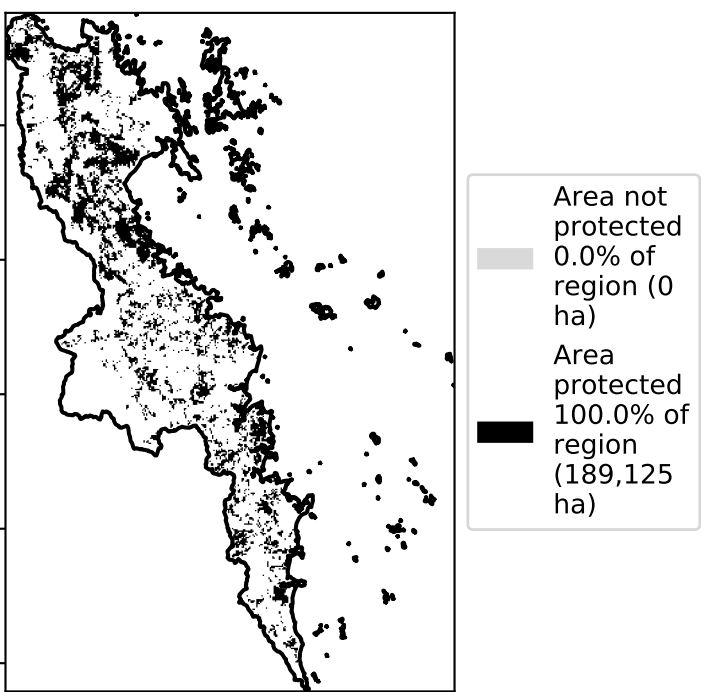 Area not
protected
0.0% of
region (0
ha)
Area
protected
100.0% of
region
(189,125
ha)